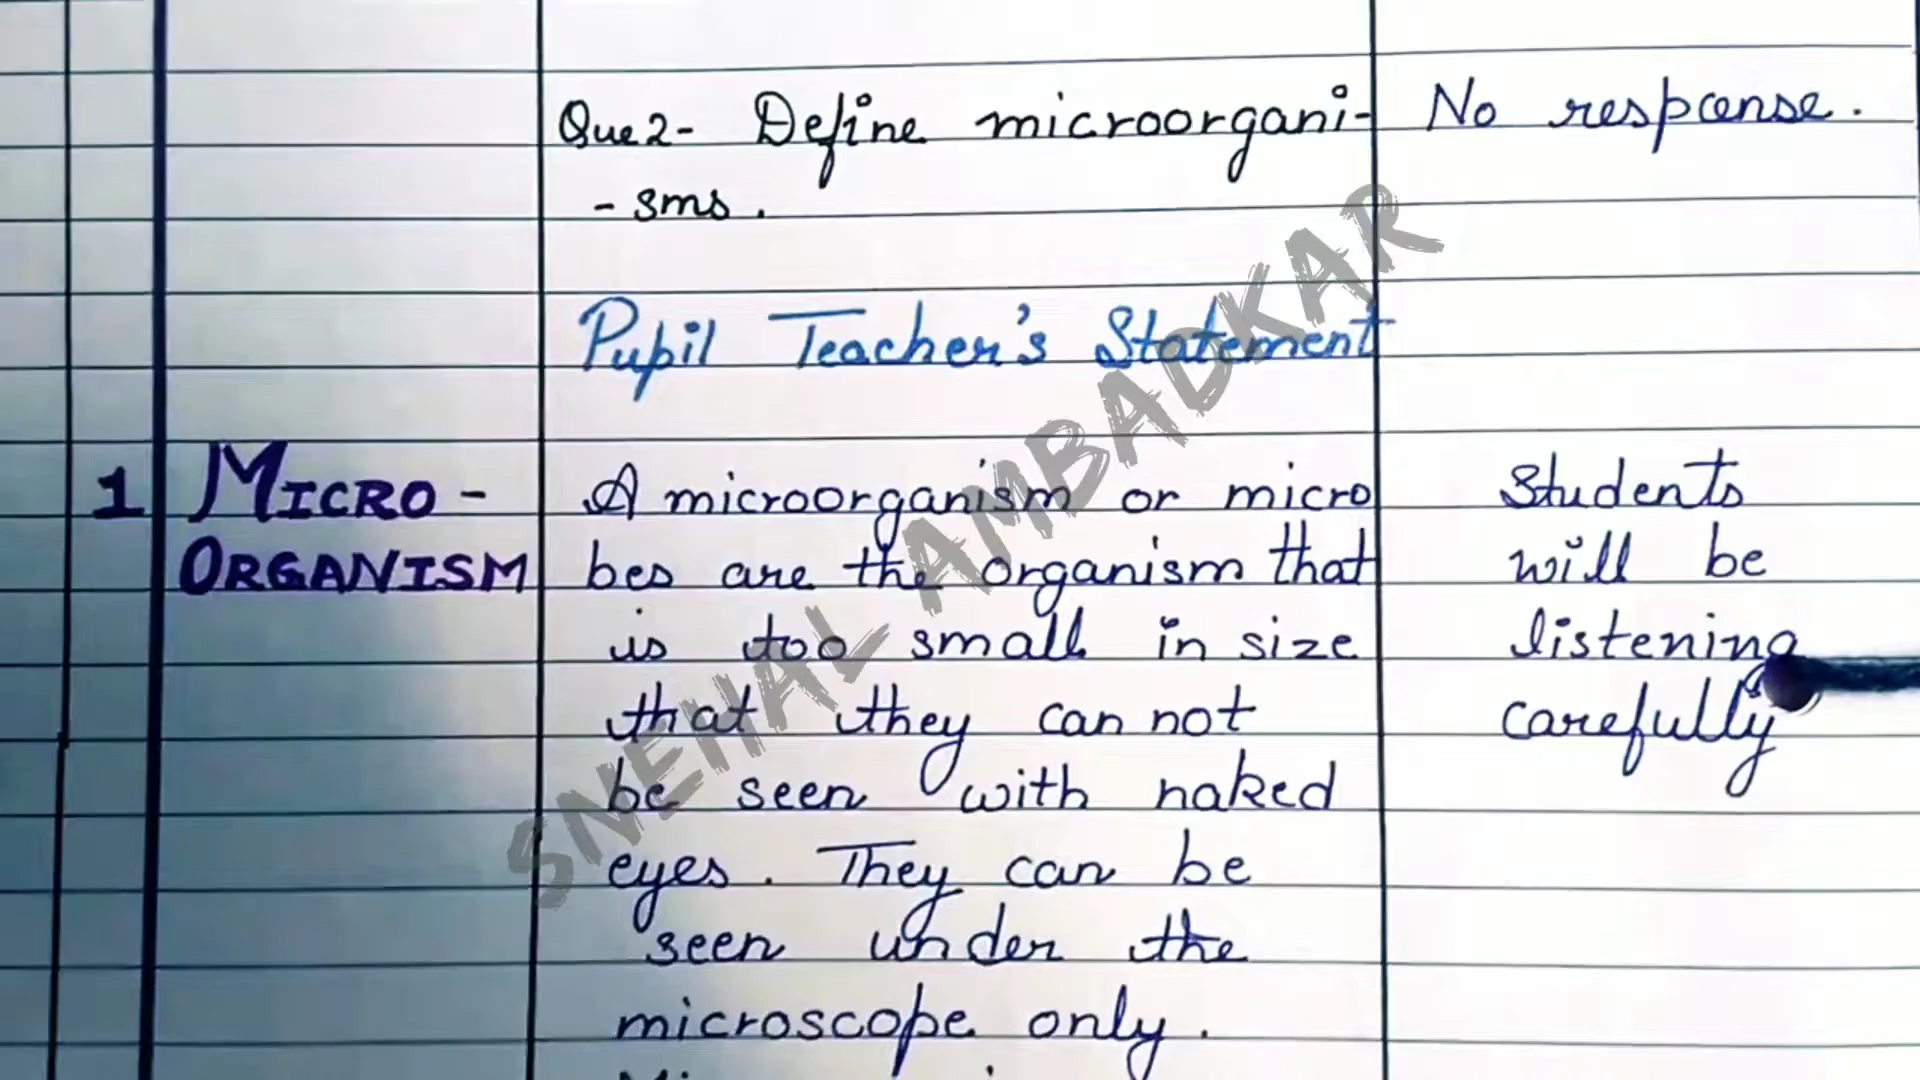 Que 2- Define microorgani-
- sms.
No response.
Pupil Teacher's Statement
1
MICRO -
ORGANISM
A microorganism or micro
bes are the organism that
is too small in size
that they can not
be seen with naked
eyes. They can be
seen under the
microscope only.
Students
will be
listening
carefully
SNEHAL AMBADKAR